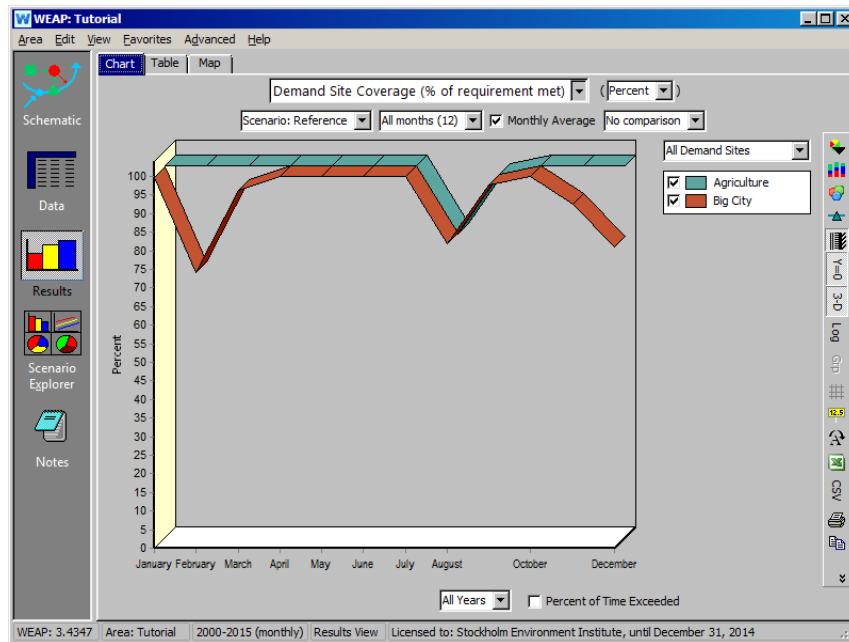 WEAP: Tutorial
Area Edit View Favorites Advanced Help
Chart Table Map
Demand Site Coverage (% of requirement met) (Percent)
Scenario: Reference All months (12) Monthly Average No comparison
Schematic
Data
Results
Scenario
Explorer
Notes
All Demand Sites
Agriculture
Big City
Percent
100
95
90
85
80
75
70
65
60
55
50
45
40
35
30
25
20
15
10
5
0
January February March April May June July August October December
All Years Percent of Time Exceeded
Y=0
3-D
Log
Grp
12.5
A
CSV
WEAP: 3.4347 Area: Tutorial 2000-2015 (monthly) Results View Licensed to: Stockholm Environment Institute, until December 31, 2014